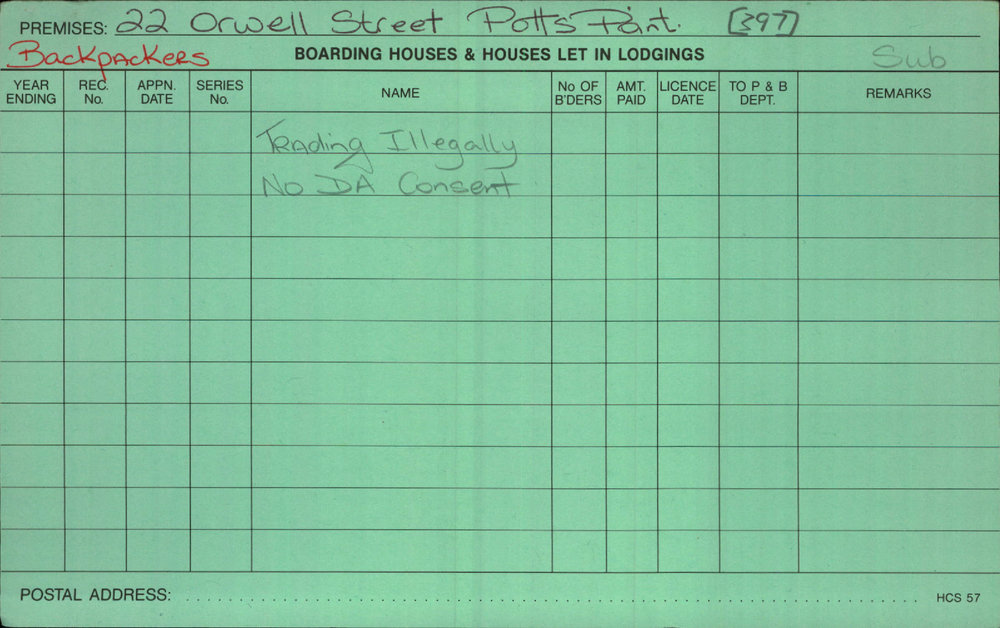 PREMISES: 22 Orwell Street Potts Point. [397]
Backpackers BOARDING HOUSES & HOUSES LET IN LODGINGS Sub
YEAR ENDING REC. No. APPN. DATE SERIES No. NAME No OF B'DERS AMT. PAID LICENCE DATE TO P & B DEPT. REMARKS
Trading Illegally
No DA Consent
POSTAL ADDRESS: HCS 57